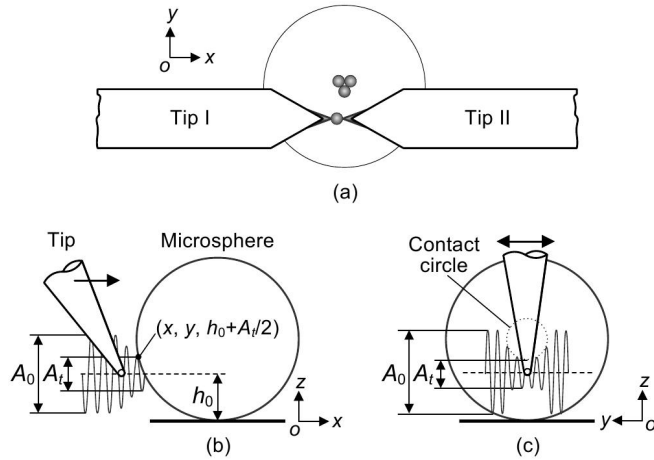 y
o
x
Tip I
Tip II
(a)
Tip
Microsphere
(x, y, h₀+Aₜ/2)
A₀
Aₜ
h₀
z
o
x
(b)
Contact
circle
A₀
Aₜ
z
y
o
(c)